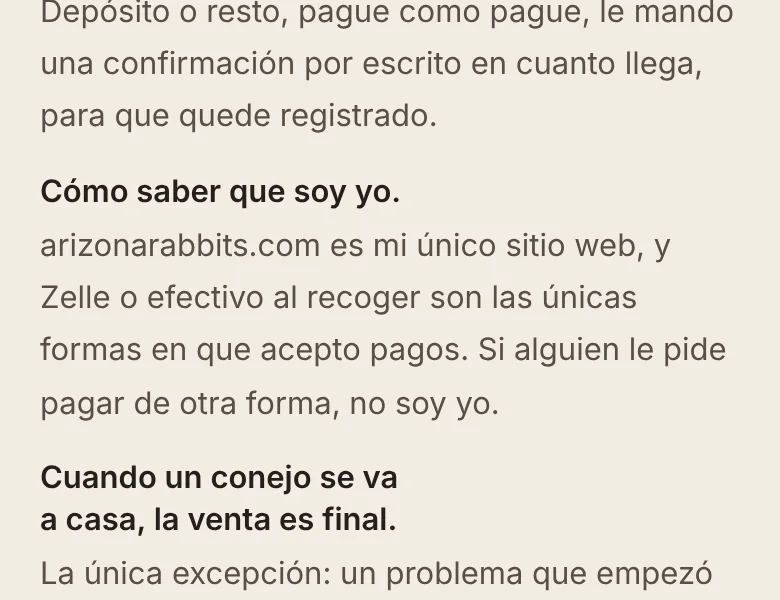 Depósito o resto, pague como pague, le mando
una confirmación por escrito en cuanto llega,
para que quede registrado.
Cómo saber que soy yo.
arizonarabbits.com es mi único sitio web, y
Zelle o efectivo al recoger son las únicas
formas en que acepto pagos. Si alguien le pide
pagar de otra forma, no soy yo.
Cuando un conejo se va
a casa, la venta es final.
La única excepción: un problema que empezó